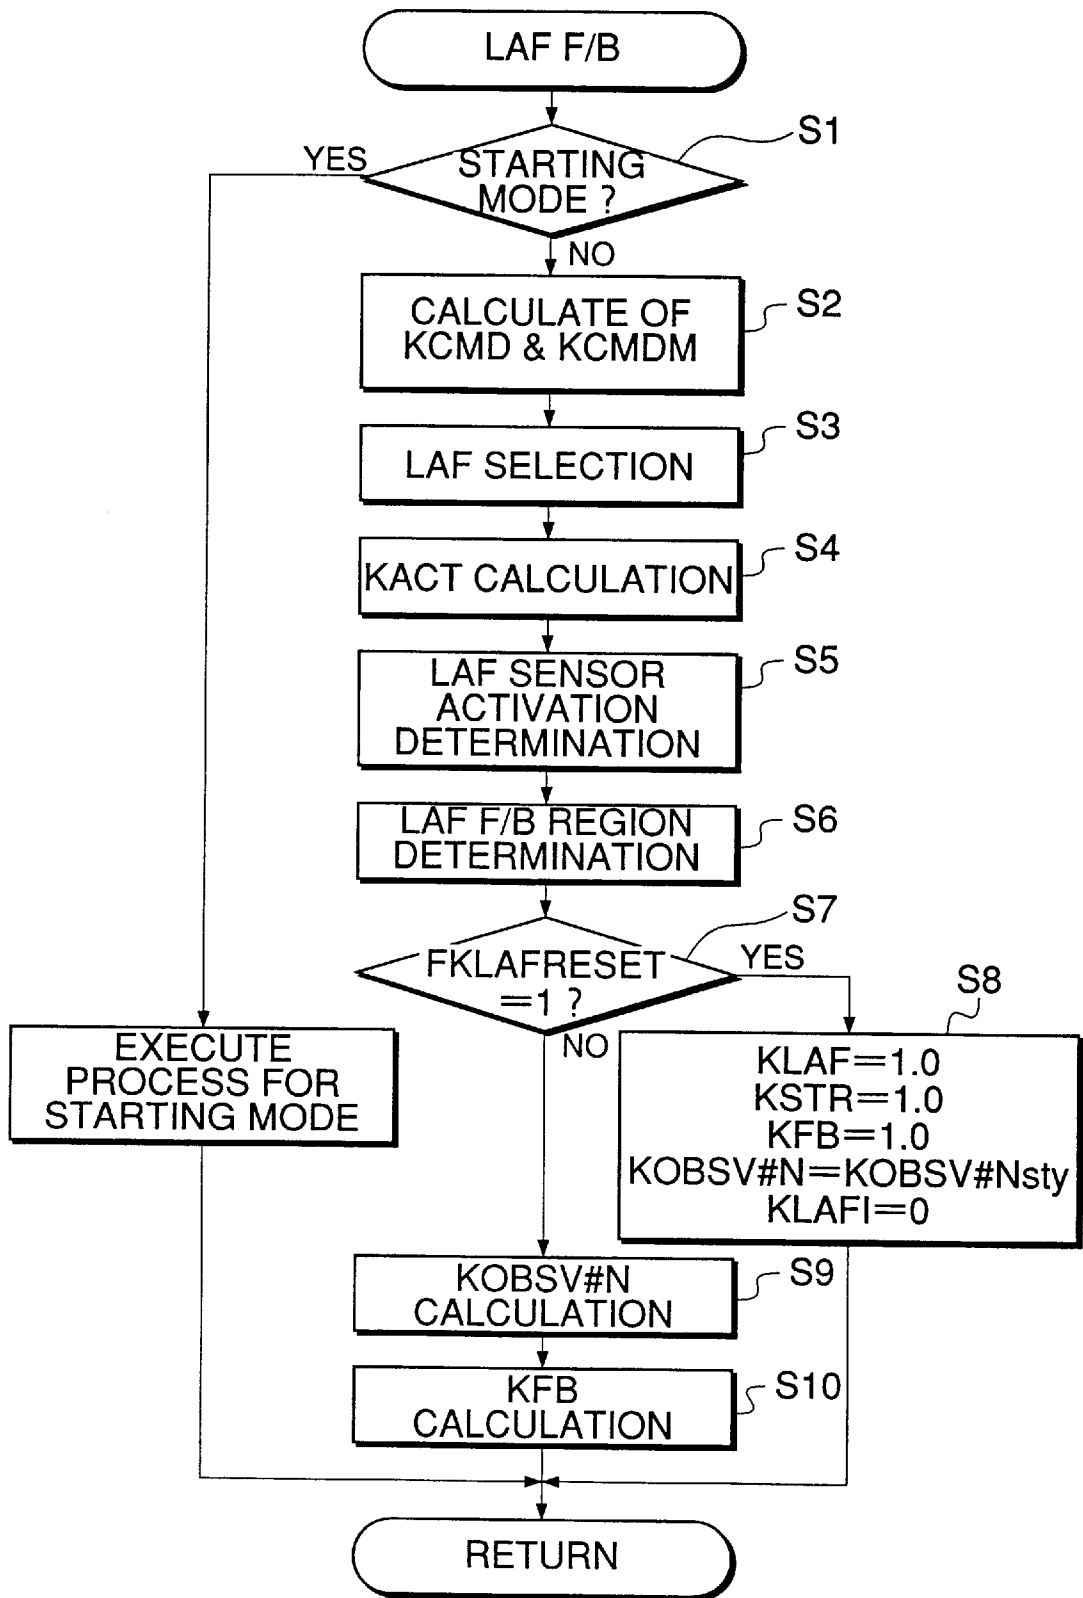 LAF F/B
S1
YES
STARTING
MODE ?
NO
S2
CALCULATE OF
KCMD & KCMDM
S3
LAF SELECTION
S4
KACT CALCULATION
S5
LAF SENSOR
ACTIVATION
DETERMINATION
S6
LAF F/B REGION
DETERMINATION
S7
FKLAFRESET
=1 ?
YES
NO
S8
KLAF=1.0
KSTR=1.0
KFB=1.0
KOBSV#N=KOBSV#Nsty
KLAFI=0
EXECUTE
PROCESS FOR
STARTING MODE
S9
KOBSV#N
CALCULATION
S10
KFB
CALCULATION
RETURN